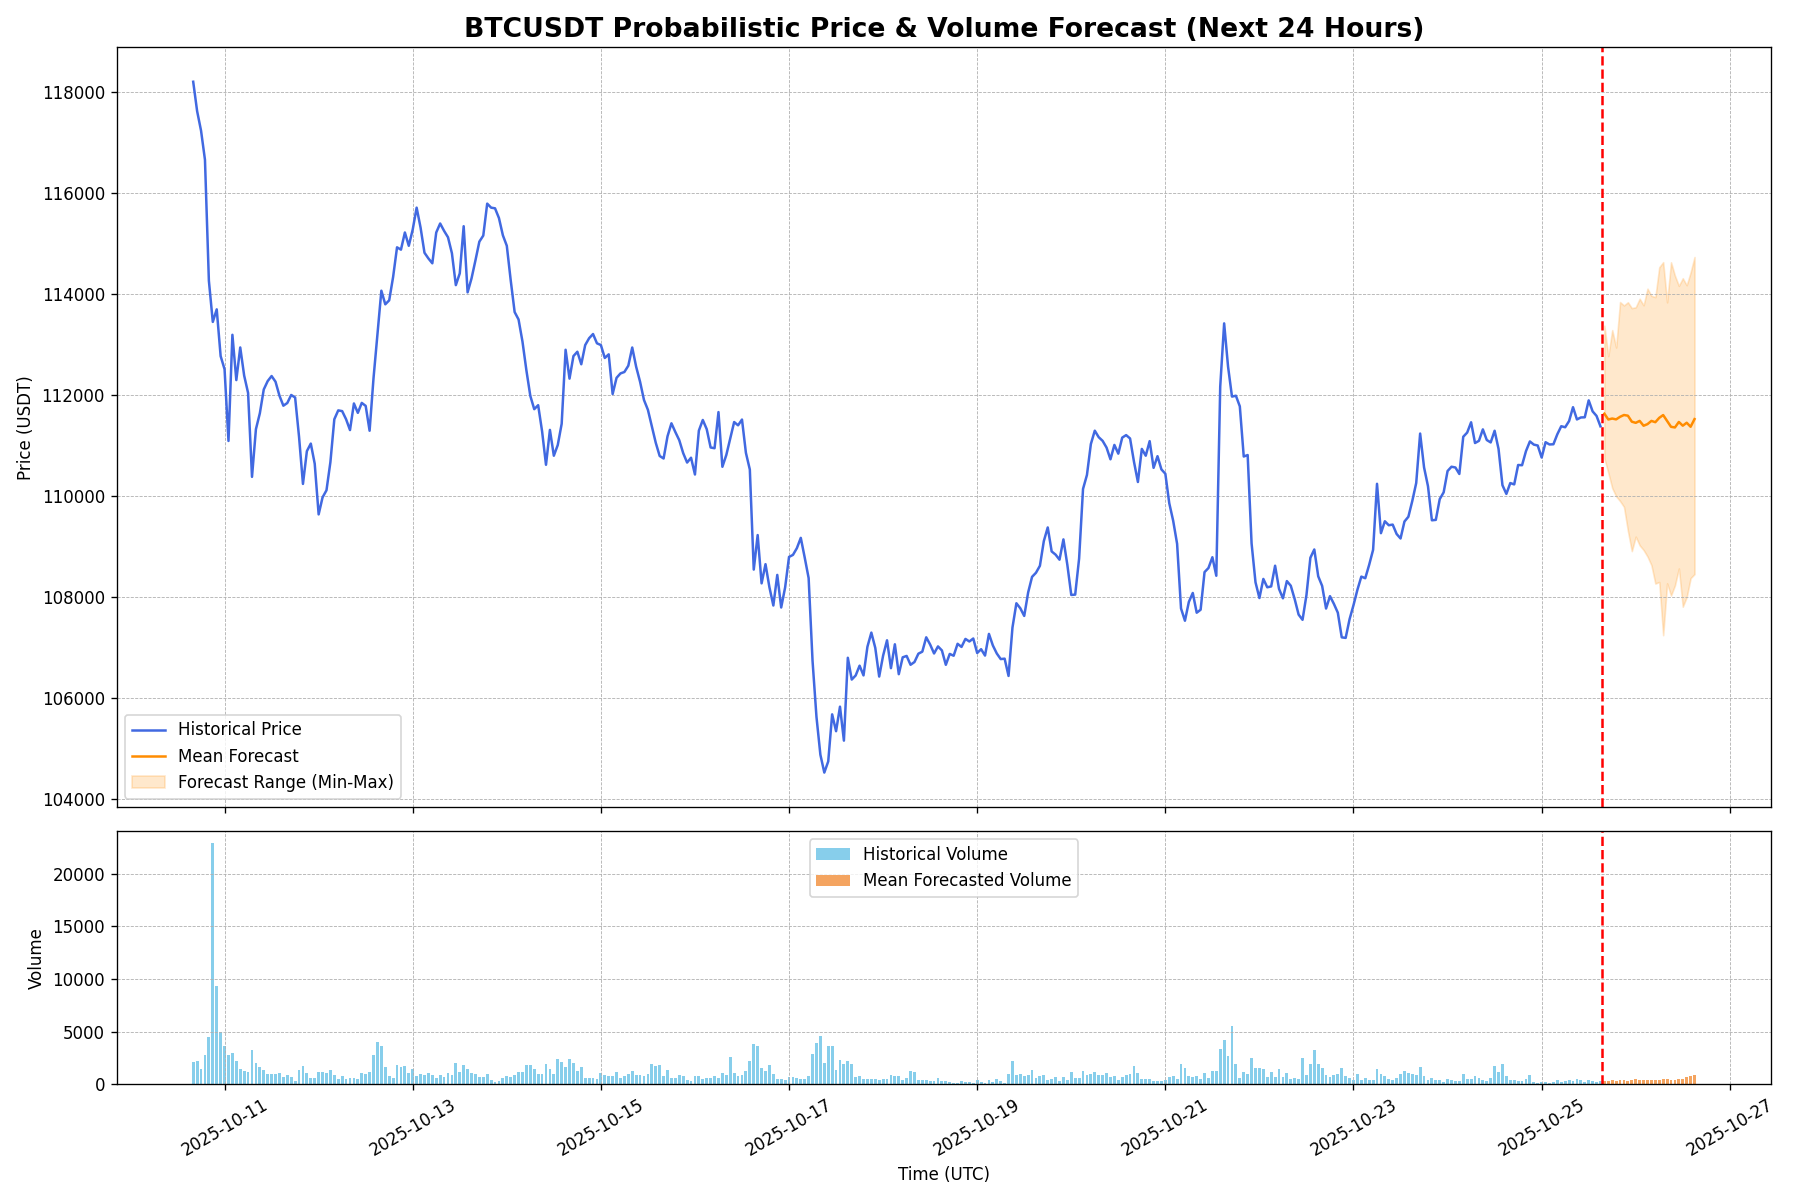 BTCUSDT Probabilistic Price & Volume Forecast (Next 24 Hours)
118000
116000
114000
112000
110000
108000
106000
104000
Price (USDT)
Historical Price
Mean Forecast
Forecast Range (Min-Max)
20000
15000
10000
5000
0
Volume
Historical Volume
Mean Forecasted Volume
2025-10-11
2025-10-13
2025-10-15
2025-10-17
2025-10-19
2025-10-21
2025-10-23
2025-10-25
2025-10-27
Time (UTC)